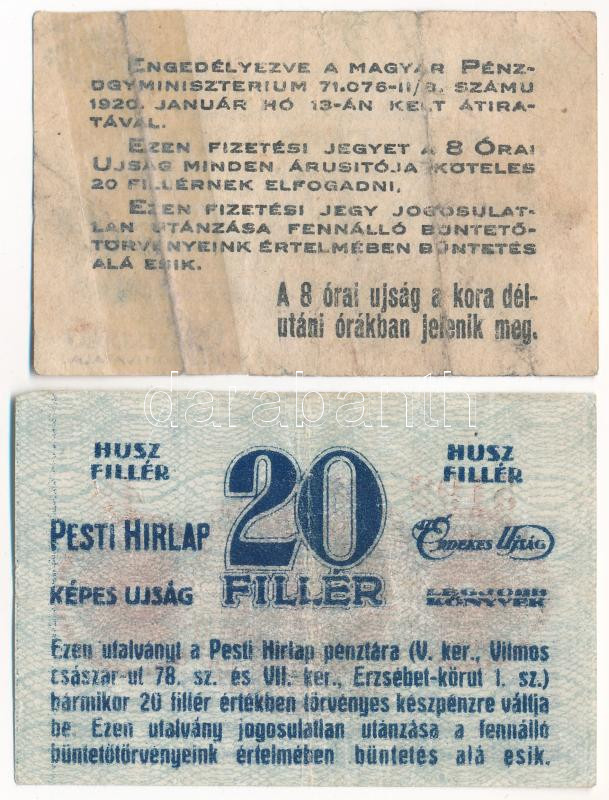 ENGEDÉLYEZVE A MAGYAR PÉNZ-
ÜGYMINISZTERIUM 71.076-II/B. SZÁMU
1920. JANUÁR HÓ 13-ÁN KELT ÁTIRA-
TÁVAL.
EZEN FIZETÉSI JEGYET A 8 ÓRAI
UJSÁG MINDEN ÁRUSITÓJA KÖTELES
20 FILLÉRNEK ELFOGADNI.
EZEN FIZETÉSI JEGY JOGOSULAT-
LAN UTÁNZÁSA FENNÁLLÓ BÜNTETŐ-
TÖRVÉNYEINK ÉRTELMÉBEN BÜNTETÉS
ALÁ ESIK.
A 8 órai ujság a kora dél-
utáni órákban jelenik meg.
darabanth
HUSZ
FILLÉR
20
FILLÉR
HUSZ
FILLÉR
PESTI HIRLAP
AZ ÉRDEKES UJSÁG
KÉPES UJSÁG
LEGJOBB
KÖNYVEK
Ezen utalványt a Pesti Hirlap pénztára (V. ker., Vilmos
császár-ut 78. sz. és VII. ker., Erzsébet-körut 1. sz.)
bármikor 20 fillér értékben törvényes készpénzre váltja
be. Ezen utalvány jogosulatlan utánzása a fennálló
büntetőtörvényeink értelmében büntetés alá esik.